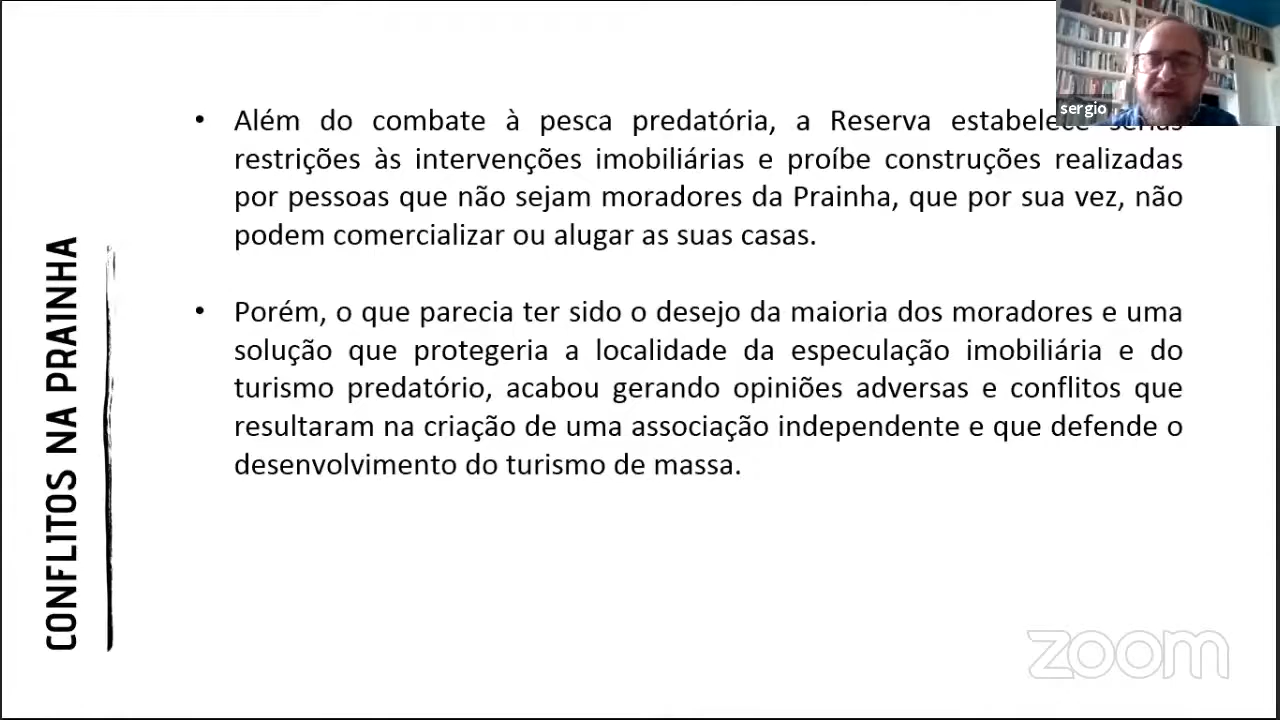 sergio
CONFLITOS NA PRAINHA
• Além do combate à pesca predatória, a Reserva estabelece sérias
restrições às intervenções imobiliárias e proíbe construções realizadas
por pessoas que não sejam moradores da Prainha, que por sua vez, não
podem comercializar ou alugar as suas casas.
• Porém, o que parecia ter sido o desejo da maioria dos moradores e uma
solução que protegeria a localidade da especulação imobiliária e do
turismo predatório, acabou gerando opiniões adversas e conflitos que
resultaram na criação de uma associação independente e que defende o
desenvolvimento do turismo de massa.
zoom